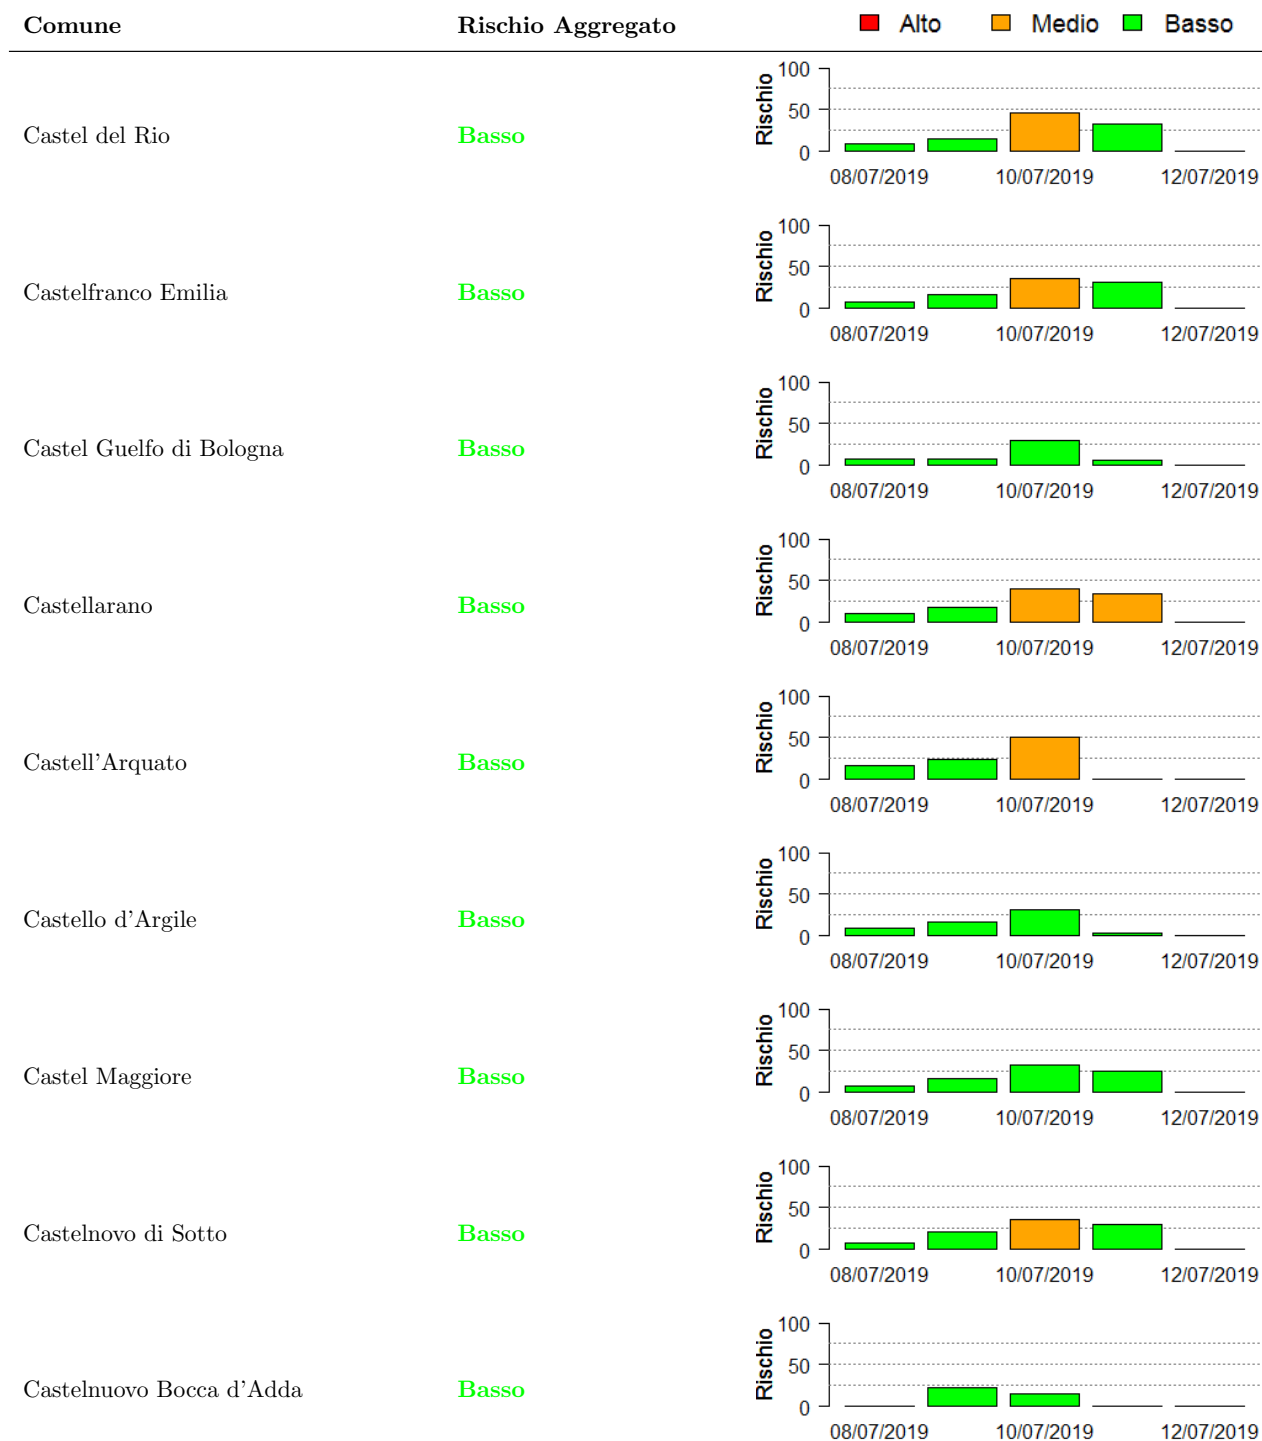 Comune Rischio Aggregato Alto Medio Basso
100
50
0
Rischio
Castel del Rio Basso
08/07/2019 10/07/2019 12/07/2019
100
50
0
Rischio
Castelfranco Emilia Basso
08/07/2019 10/07/2019 12/07/2019
100
50
0
Rischio
Castel Guelfo di Bologna Basso
08/07/2019 10/07/2019 12/07/2019
100
50
0
Rischio
Castellarano Basso
08/07/2019 10/07/2019 12/07/2019
100
50
0
Rischio
Castell'Arquato Basso
08/07/2019 10/07/2019 12/07/2019
100
50
0
Rischio
Castello d'Argile Basso
08/07/2019 10/07/2019 12/07/2019
100
50
0
Rischio
Castel Maggiore Basso
08/07/2019 10/07/2019 12/07/2019
100
50
0
Rischio
Castelnovo di Sotto Basso
08/07/2019 10/07/2019 12/07/2019
100
50
0
Rischio
Castelnuovo Bocca d'Adda Basso
08/07/2019 10/07/2019 12/07/2019